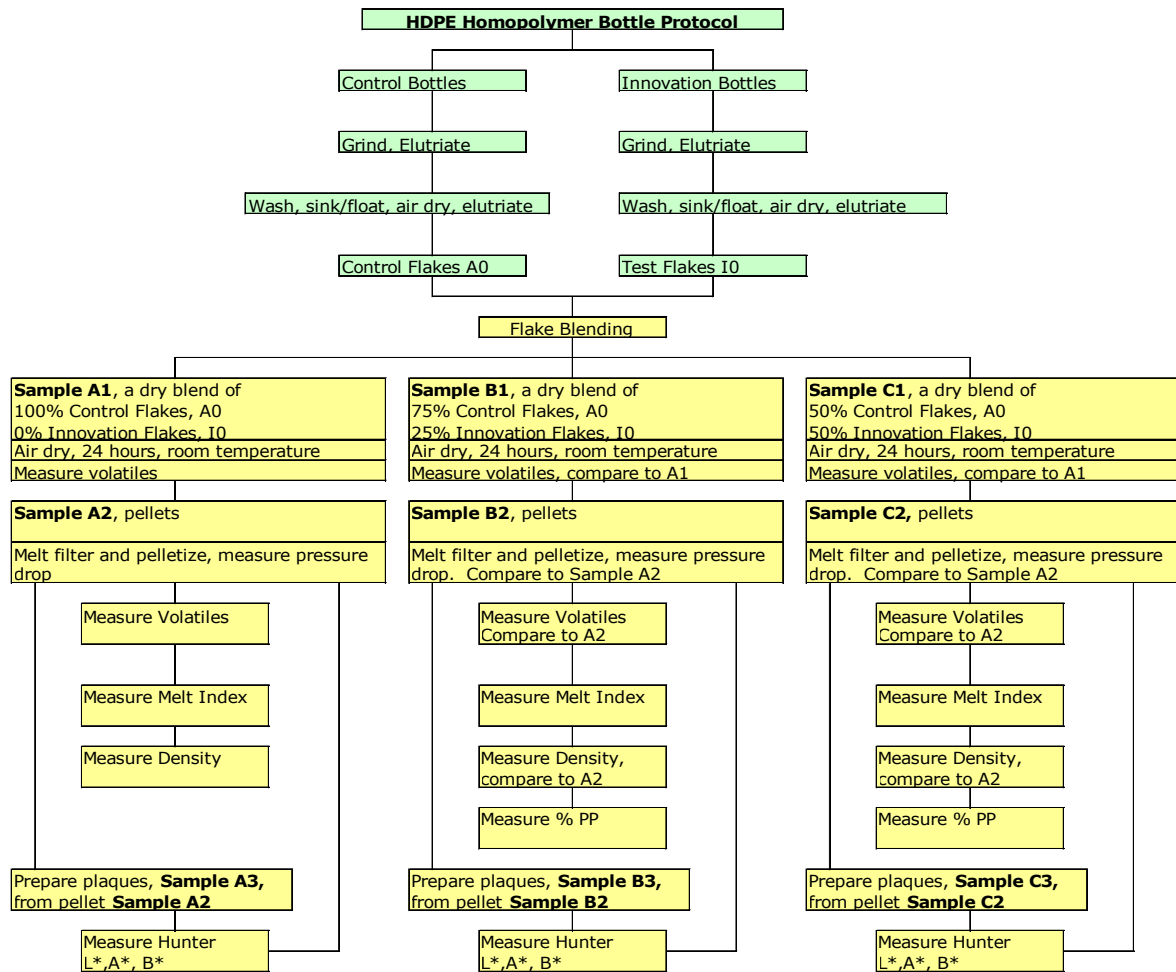 HDPE Homopolymer Bottle Protocol
Control Bottles
Innovation Bottles
Grind, Elutriate
Grind, Elutriate
Wash, sink/float, air dry, elutriate
Wash, sink/float, air dry, elutriate
Control Flakes A0
Test Flakes I0
Flake Blending
Sample A1, a dry blend of
100% Control Flakes, A0
0% Innovation Flakes, I0
Air dry, 24 hours, room temperature
Measure volatiles
Sample B1, a dry blend of
75% Control Flakes, A0
25% Innovation Flakes, I0
Air dry, 24 hours, room temperature
Measure volatiles, compare to A1
Sample C1, a dry blend of
50% Control Flakes, A0
50% Innovation Flakes, I0
Air dry, 24 hours, room temperature
Measure volatiles, compare to A1
Sample A2, pellets
Melt filter and pelletize, measure pressure
drop
Sample B2, pellets
Melt filter and pelletize, measure pressure
drop.  Compare to Sample A2
Sample C2, pellets
Melt filter and pelletize, measure pressure
drop.  Compare to Sample A2
Measure Volatiles
Measure Melt Index
Measure Density
Measure Volatiles
Compare to A2
Measure Melt Index
Measure Density,
compare to A2
Measure % PP
Measure Volatiles
Compare to A2
Measure Melt Index
Measure Density,
compare to A2
Measure % PP
Prepare plaques, Sample A3,
from pellet Sample A2
Measure Hunter
L*,A*, B*
Prepare plaques, Sample B3,
from pellet Sample B2
Measure Hunter
L*,A*, B*
Prepare plaques, Sample C3,
from pellet Sample C2
Measure Hunter
L*,A*, B*